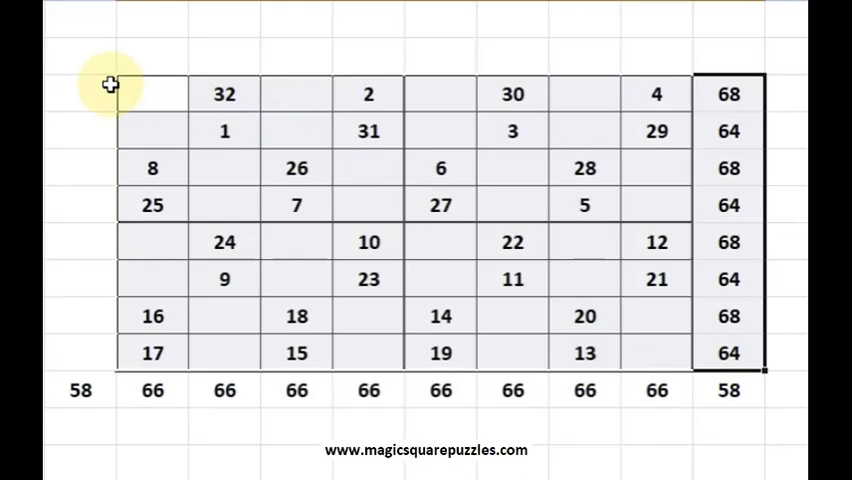 32 2 30 4 68
1 31 3 29 64
8 26 6 28 68
25 7 27 5 64
24 10 22 12 68
9 23 11 21 64
16 18 14 20 68
17 15 19 13 64
58 66 66 66 66 66 66 66 66 58
www.magicsquarepuzzles.com